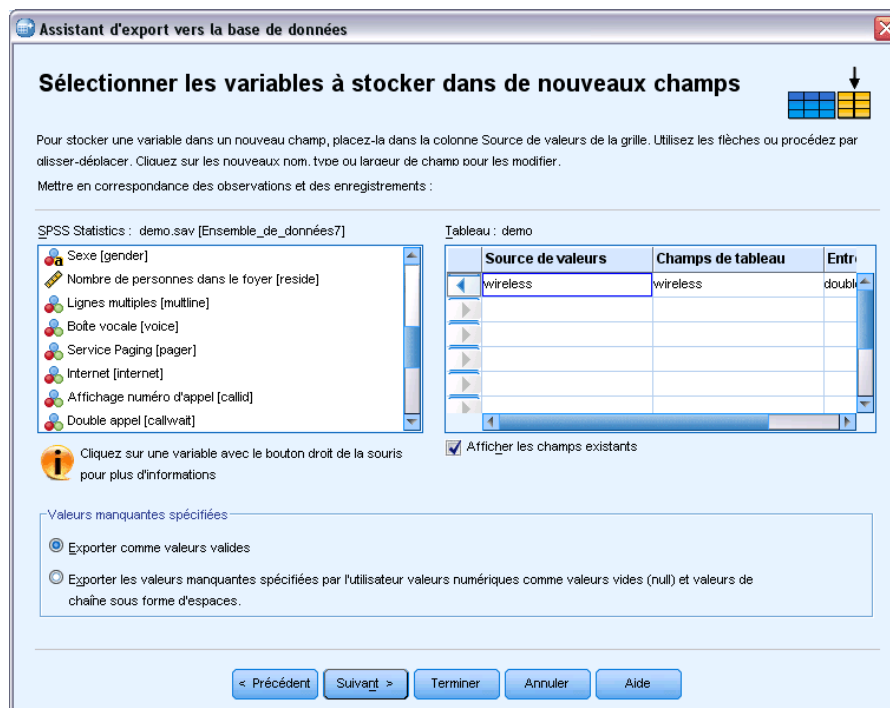 Assistant d'export vers la base de données
Sélectionner les variables à stocker dans de nouveaux champs
Pour stocker une variable dans un nouveau champ, placez-la dans la colonne Source de valeurs de la grille. Utilisez les flèches ou procédez par
glisser-déplacer. Cliquez sur les nouveaux nom, type ou largeur de champ pour les modifier.
Mettre en correspondance des observations et des enregistrements :
SPSS Statistics : demo.sav [Ensemble_de_données7]
Sexe [gender]
Nombre de personnes dans le foyer [reside]
Lignes multiples [multline]
Boîte vocale [voice]
Service Paging [pager]
Internet [internet]
Affichage numéro d'appel [callid]
Double appel [callwait]
Cliquez sur une variable avec le bouton droit de la souris
pour plus d'informations
Tableau : demo
Source de valeurs Champs de tableau Entr
wireless wireless doubl
Afficher les champs existants
Valeurs manquantes spécifiées
Exporter comme valeurs valides
Exporter les valeurs manquantes spécifiées par l'utilisateur valeurs numériques comme valeurs vides (null) et valeurs de
chaîne sous forme d'espaces.
< Précédent Suivant > Terminer Annuler Aide